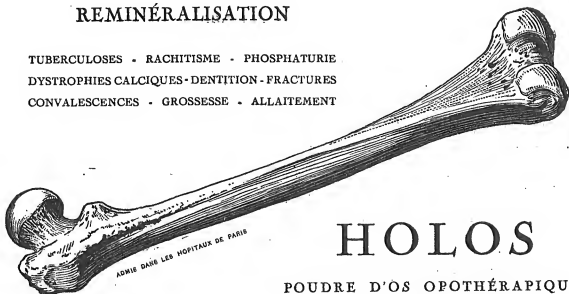 REMINÉRALISATION
TUBERCULOSES - RACHITISME - PHOSPHATURIE
DYSTROPHIES CALCIQUES - DENTITION - FRACTURES
CONVALESCENCES - GROSSESSE - ALLAITEMENT
ADMIS DANS LES HOPITAUX DE PARIS
HOLOS
POUDRE D'OS OPOTHÉRAPIQU